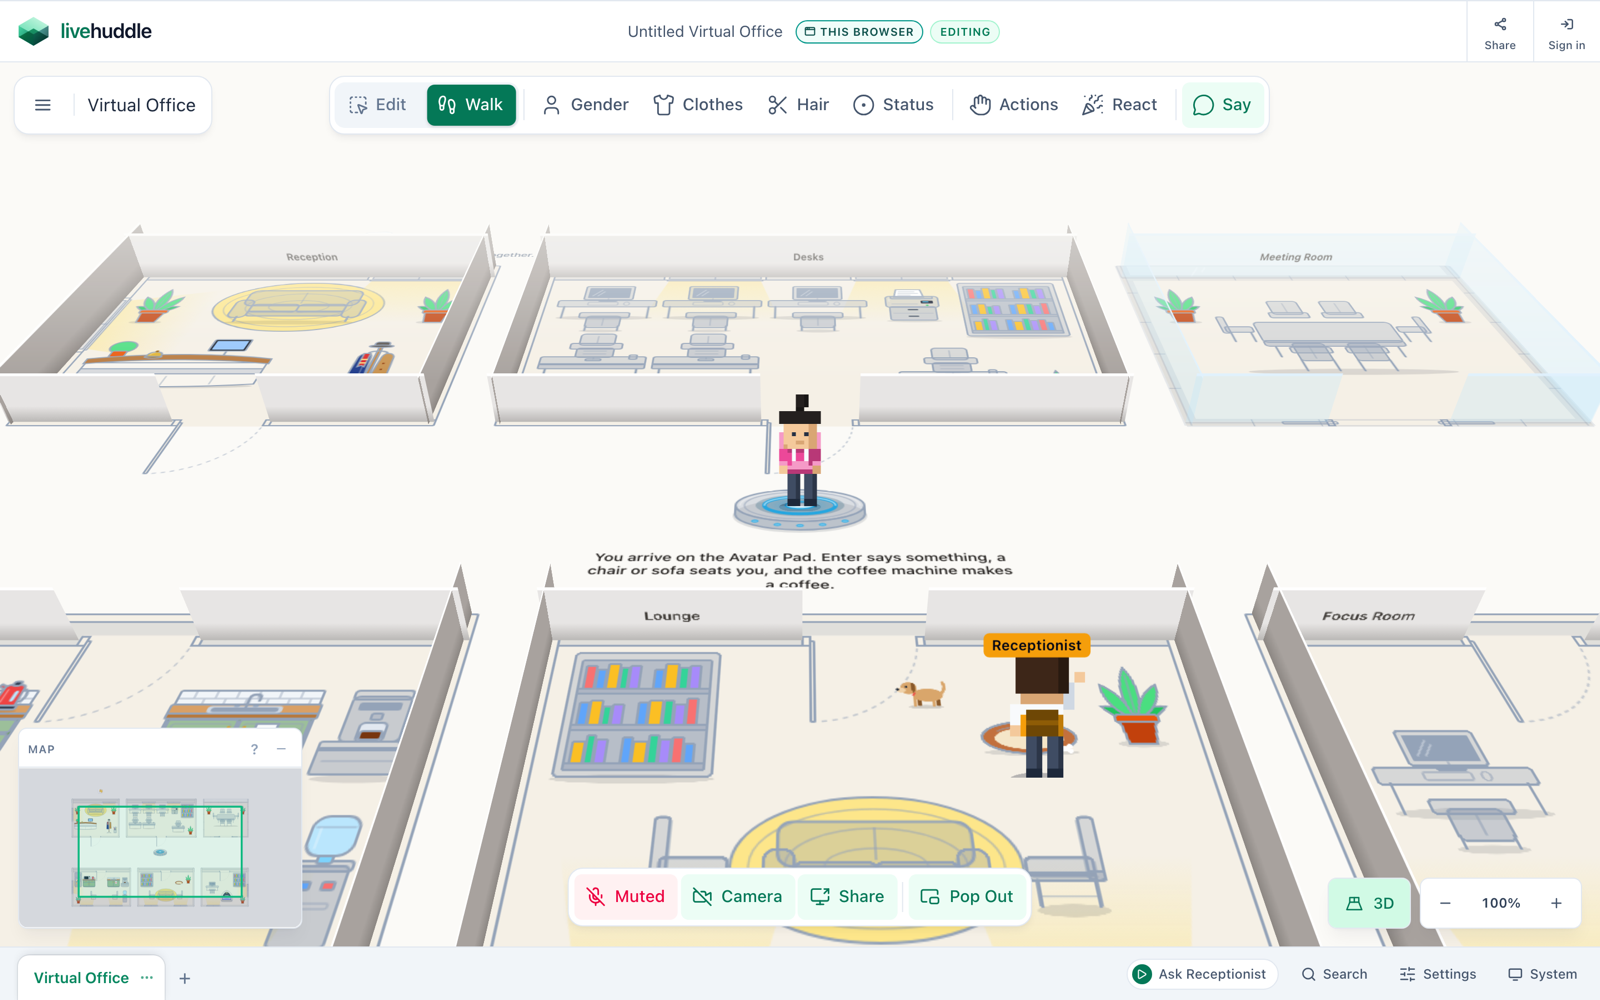 livehuddle
Untitled Virtual Office
THIS BROWSER
EDITING
Share
Sign in
Virtual Office
Edit
Walk
Gender
Clothes
Hair
Status
Actions
React
Say
Reception
Desks
Meeting Room
You arrive on the Avatar Pad. Enter says something, a
chair or sofa seats you, and the coffee machine makes
a coffee.
Lounge
Focus Room
Receptionist
MAP
?
Muted
Camera
Share
Pop Out
3D
100%
Virtual Office
Ask Receptionist
Search
Settings
System